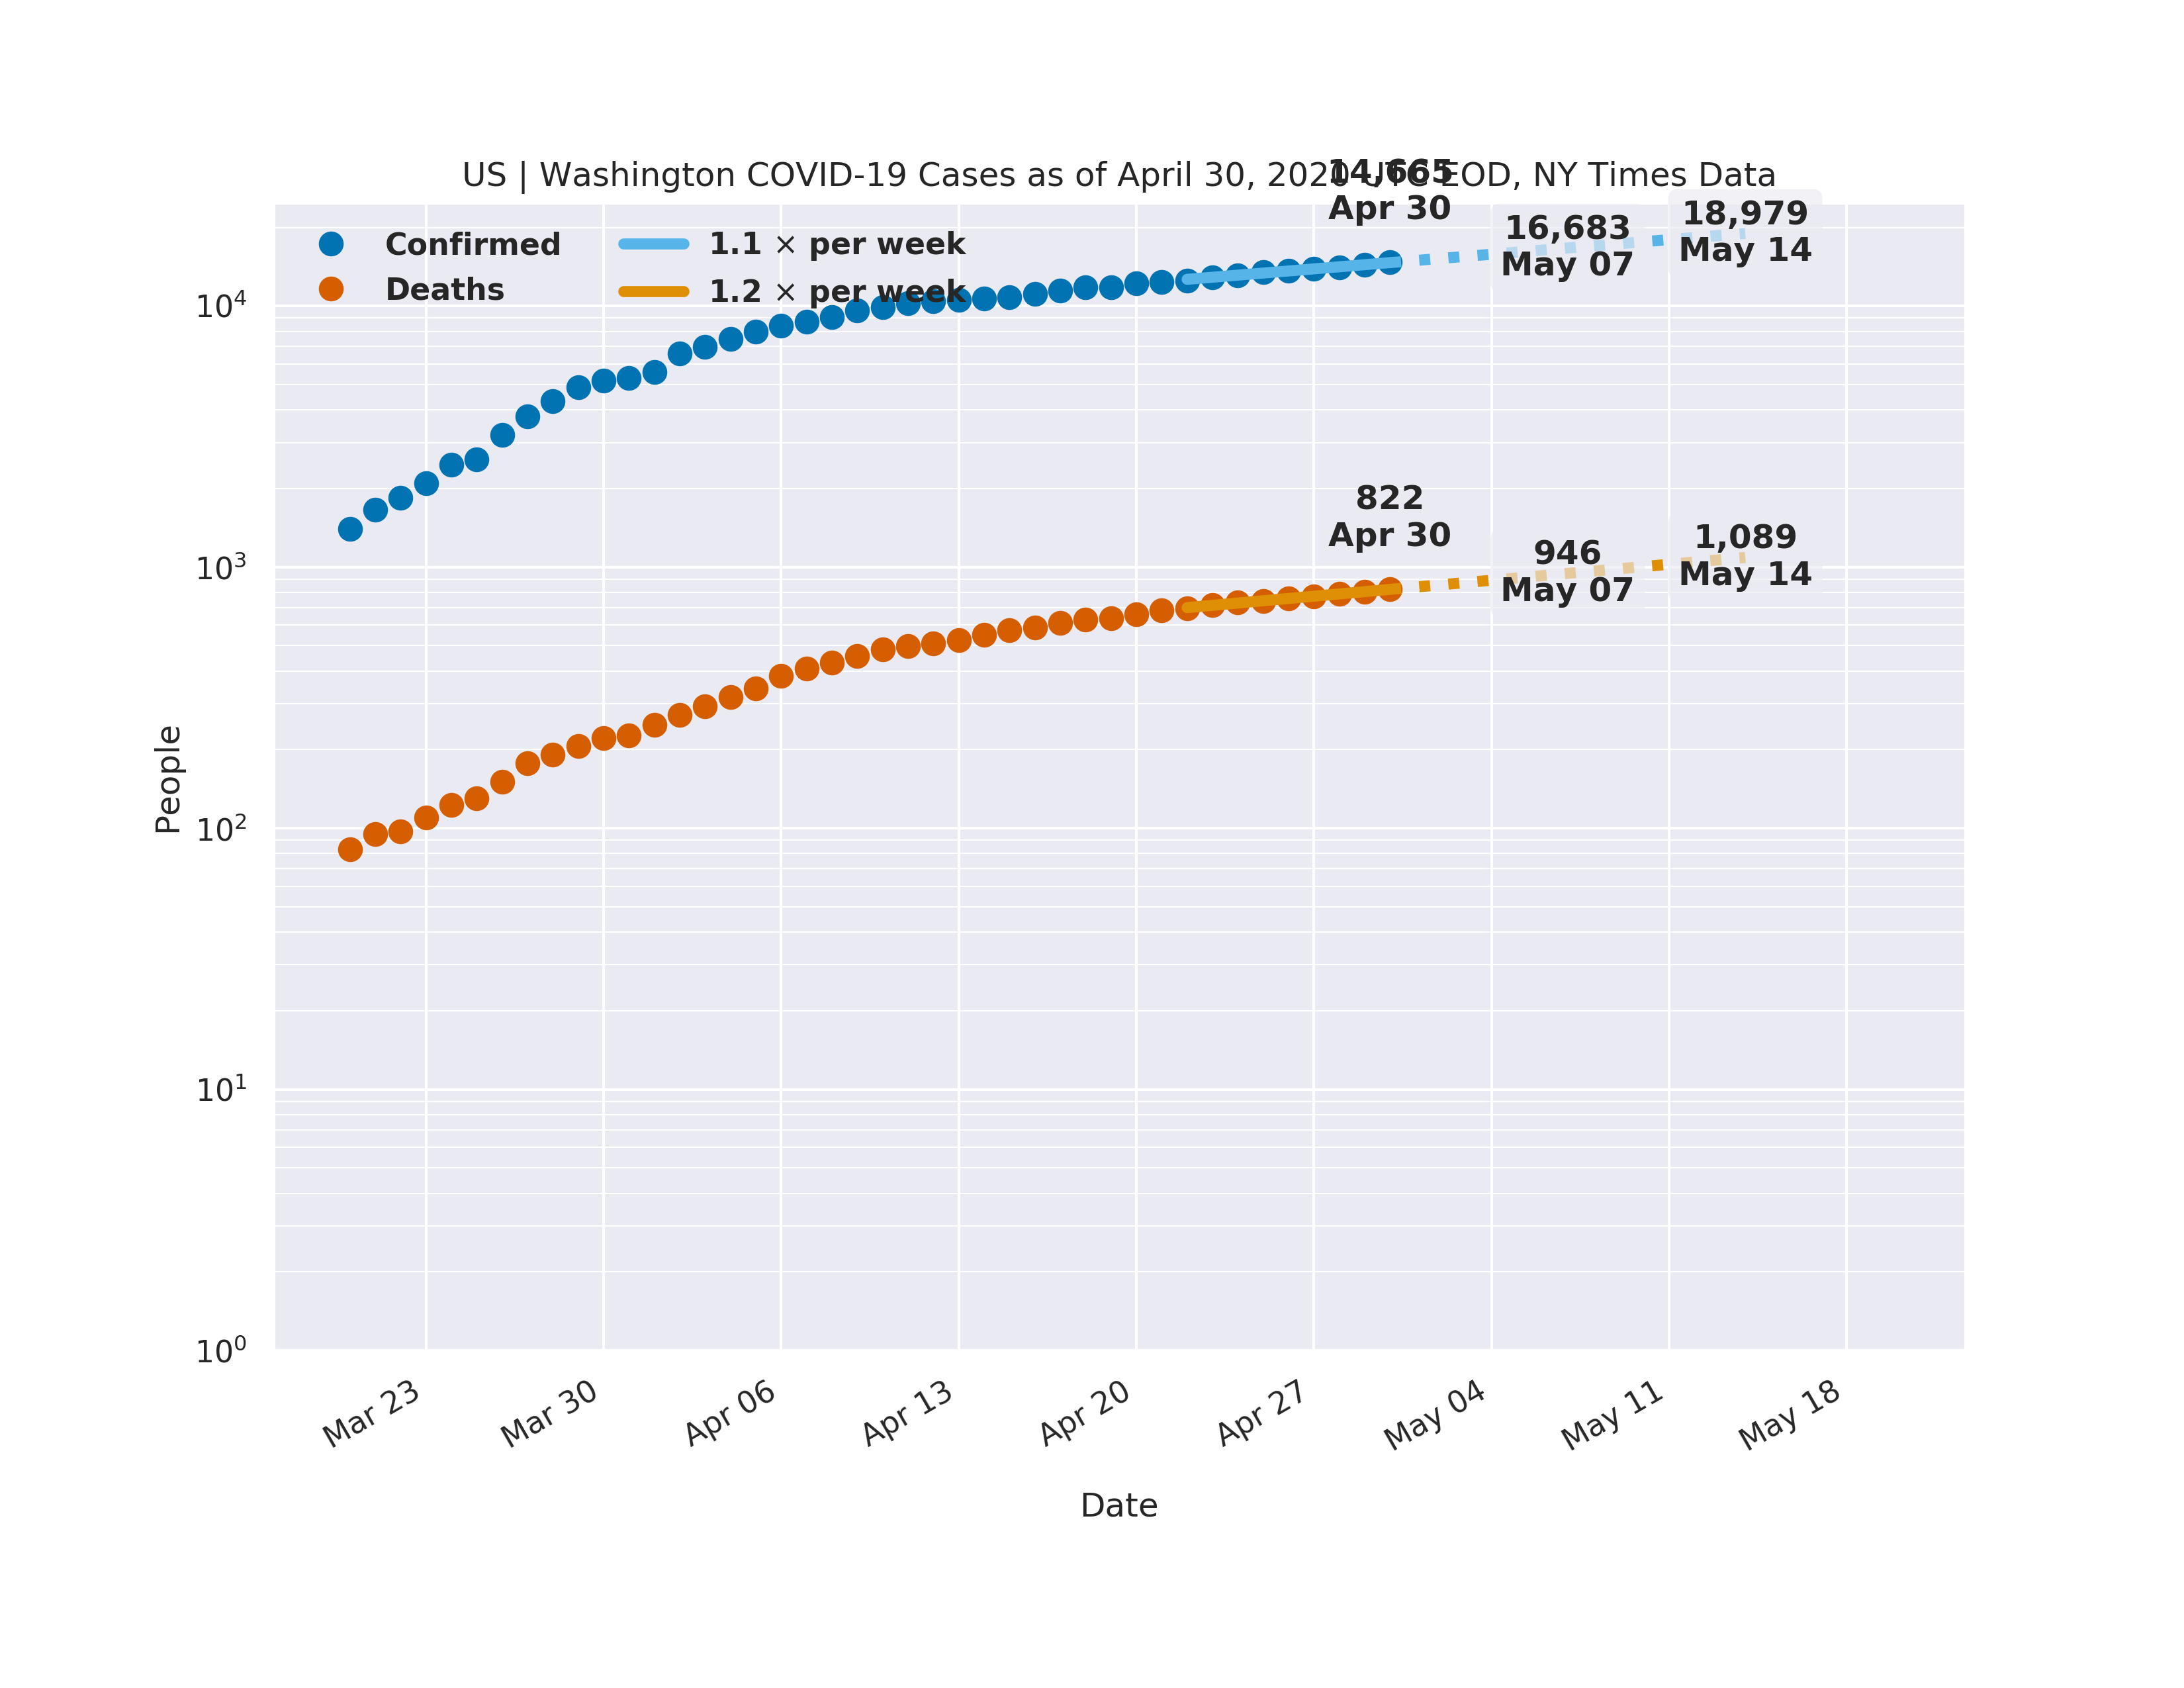 US | Washington COVID-19 Cases as of April 30, 2020 UTC EOD, NY Times Data
14,665
Apr 30
16,683
May 07
18,979
May 14
Confirmed
Deaths
1.1 × per week
1.2 × per week
822
Apr 30
946
May 07
1,089
May 14
People
10⁴
10³
10²
10¹
10⁰
Mar 23
Mar 30
Apr 06
Apr 13
Apr 20
Apr 27
May 04
May 11
May 18
Date